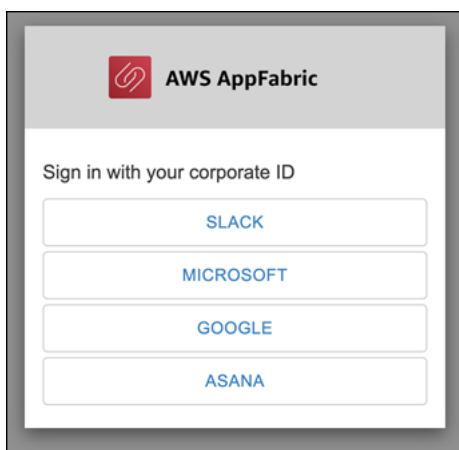 AWS AppFabric
Sign in with your corporate ID
SLACK
MICROSOFT
GOOGLE
ASANA